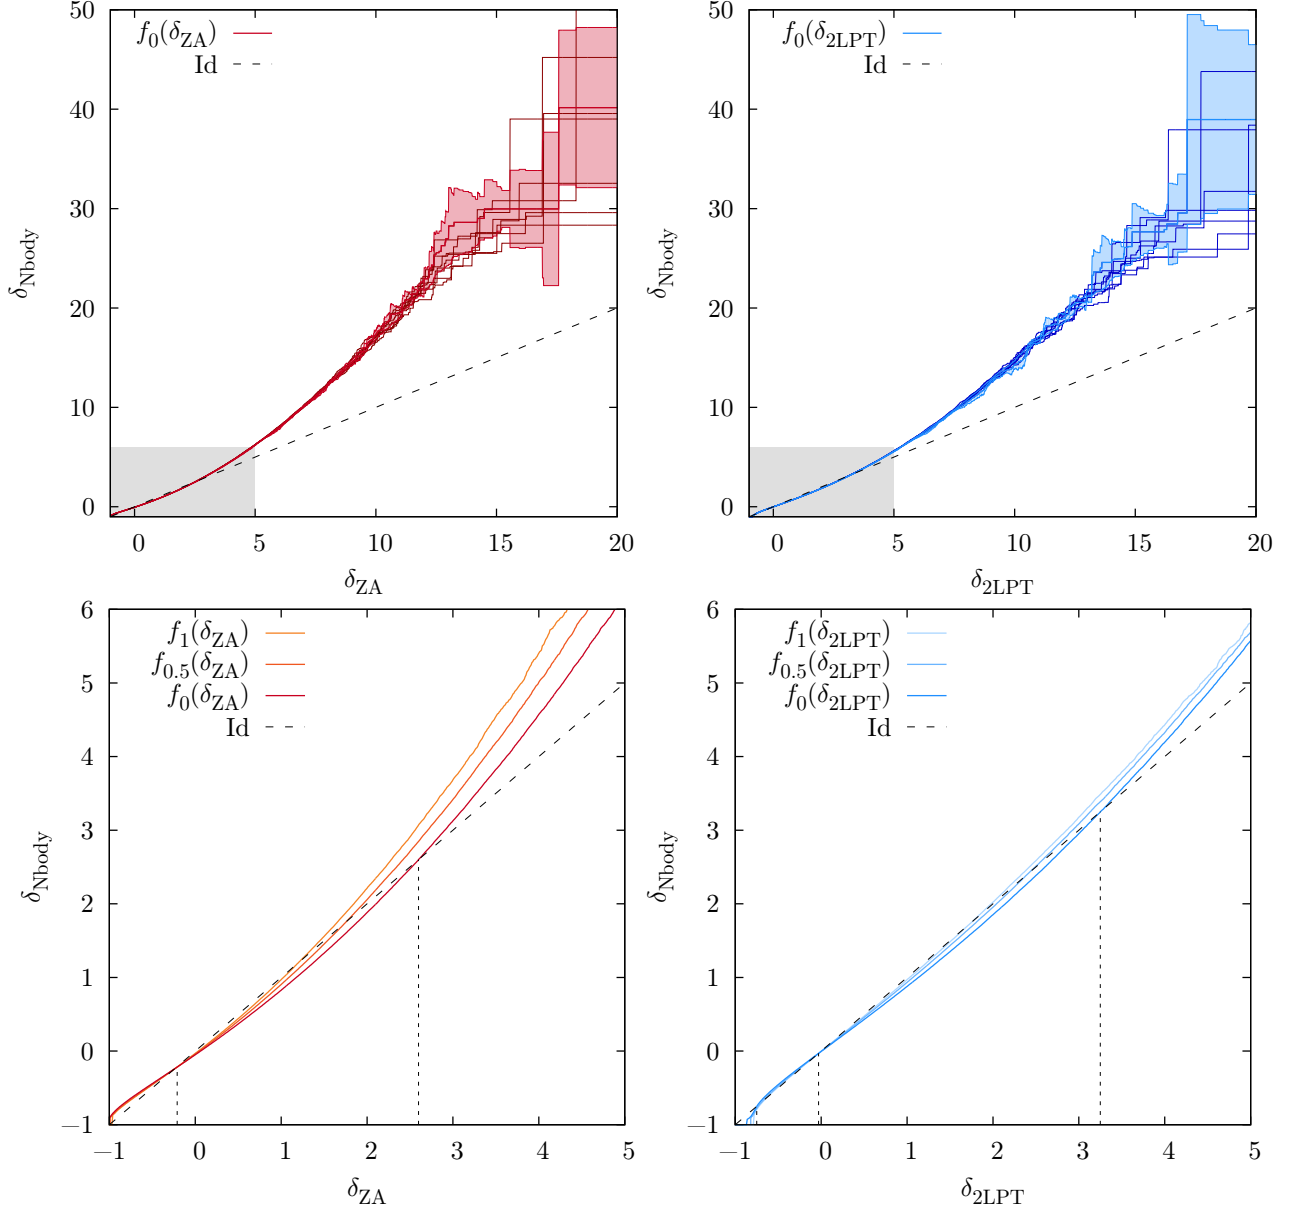 50
40
30
20
10
0
δNbody
f0(δZA)
Id
0 5 10 15 20
δZA
50
40
30
20
10
0
δNbody
f0(δ2LPT)
Id
0 5 10 15 20
δ2LPT
6
5
4
3
2
1
0
−1
δNbody
f1(δZA)
f0.5(δZA)
f0(δZA)
Id
−1 0 1 2 3 4 5
δZA
6
5
4
3
2
1
0
−1
δNbody
f1(δ2LPT)
f0.5(δ2LPT)
f0(δ2LPT)
Id
−1 0 1 2 3 4 5
δ2LPT